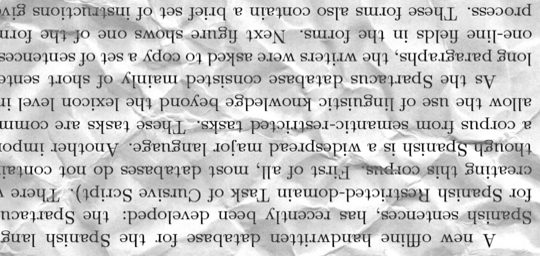 A new offline handwritten database for the Spanish lang
Spanish sentences, has recently been developed: the Spartacu
for Spanish Restricted-domain Task of Cursive Script). There
creating this corpus. First of all, most databases do not contai
though Spanish is a widespread major language. Another impor
a corpus from semantic-restricted tasks. These tasks are comm
allow the use of linguistic knowledge beyond the lexicon level in
As the Spartacus database consisted mainly of short sente
long paragraphs, the writers were asked to copy a set of sentences
one-line fields in the forms. Next figure shows one of the form
process. These forms also contain a brief set of instructions giv